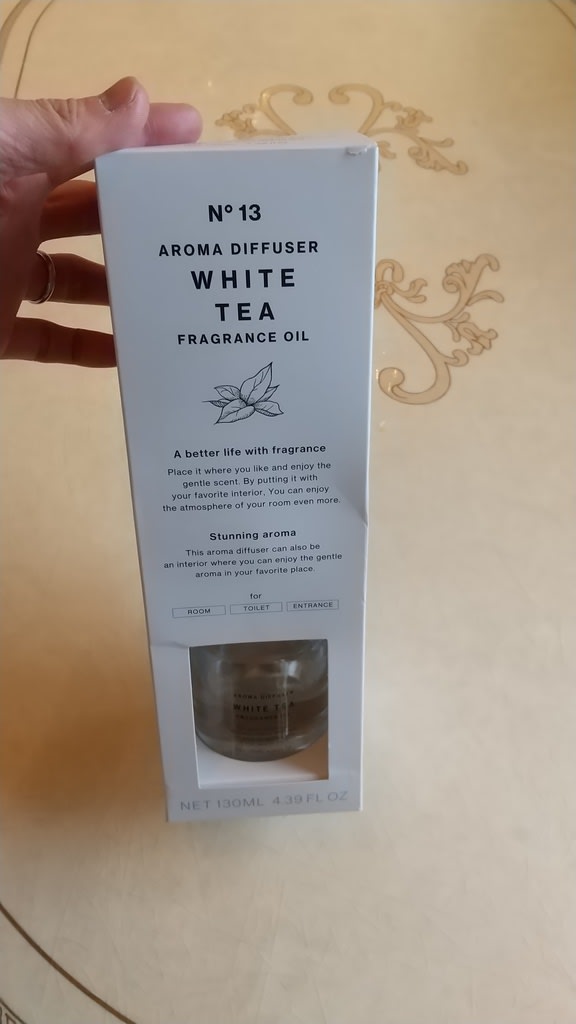 N° 13
AROMA DIFFUSER
WHITE
TEA
FRAGRANCE OIL
A better life with fragrance
Place it where you like and enjoy the
gentle scent. By putting it with
your favorite interior, You can enjoy
the atmosphere of your room even more.
Stunning aroma
This aroma diffuser can also be
an interior where you can enjoy the gentle
aroma in your favorite place.
for
ROOM TOILET ENTRANCE
AROMA DIFFUSER
WHITE TEA
NET 130ML 4.39 FL OZ